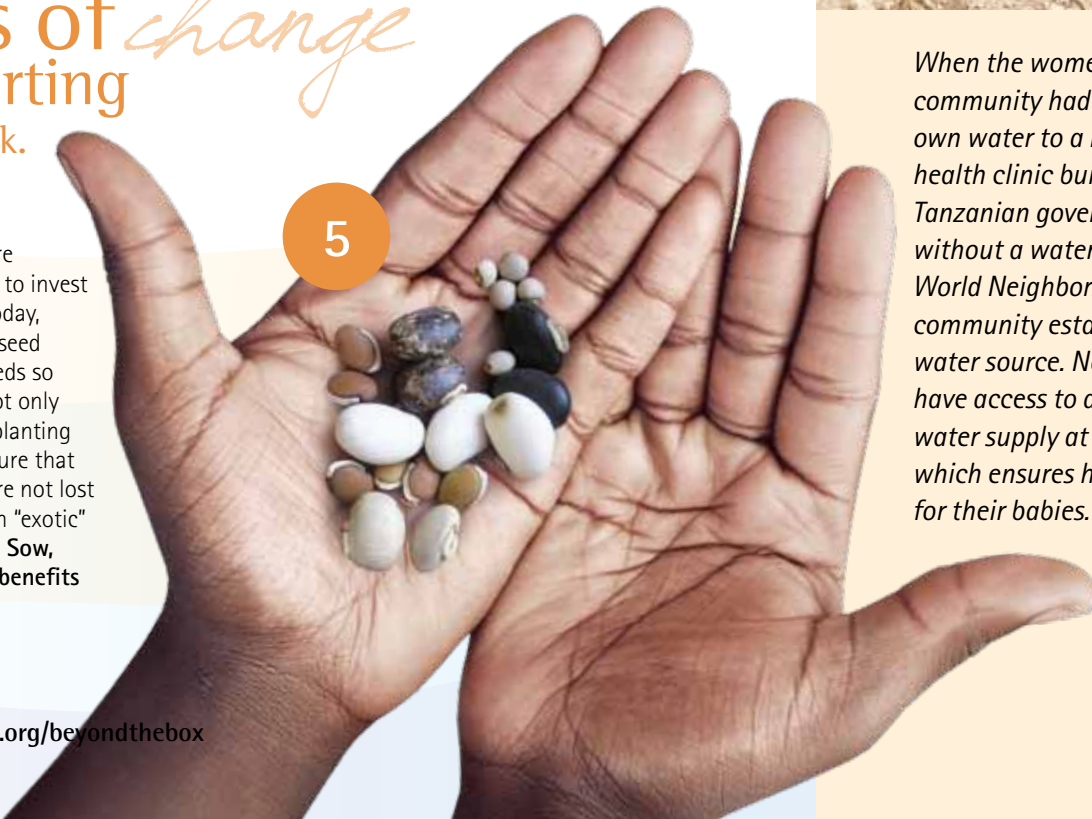 s of change
rting
k.
5
re
to invest
oday,
seed
eds so
ot only
planting
ure that
re not lost
n “exotic”
Sow,
benefits
.org/beyondthebox
When the wome
community had
own water to a
health clinic bui
Tanzanian gover
without a water
World Neighbor
community esta
water source. N
have access to a
water supply at
which ensures h
for their babies.